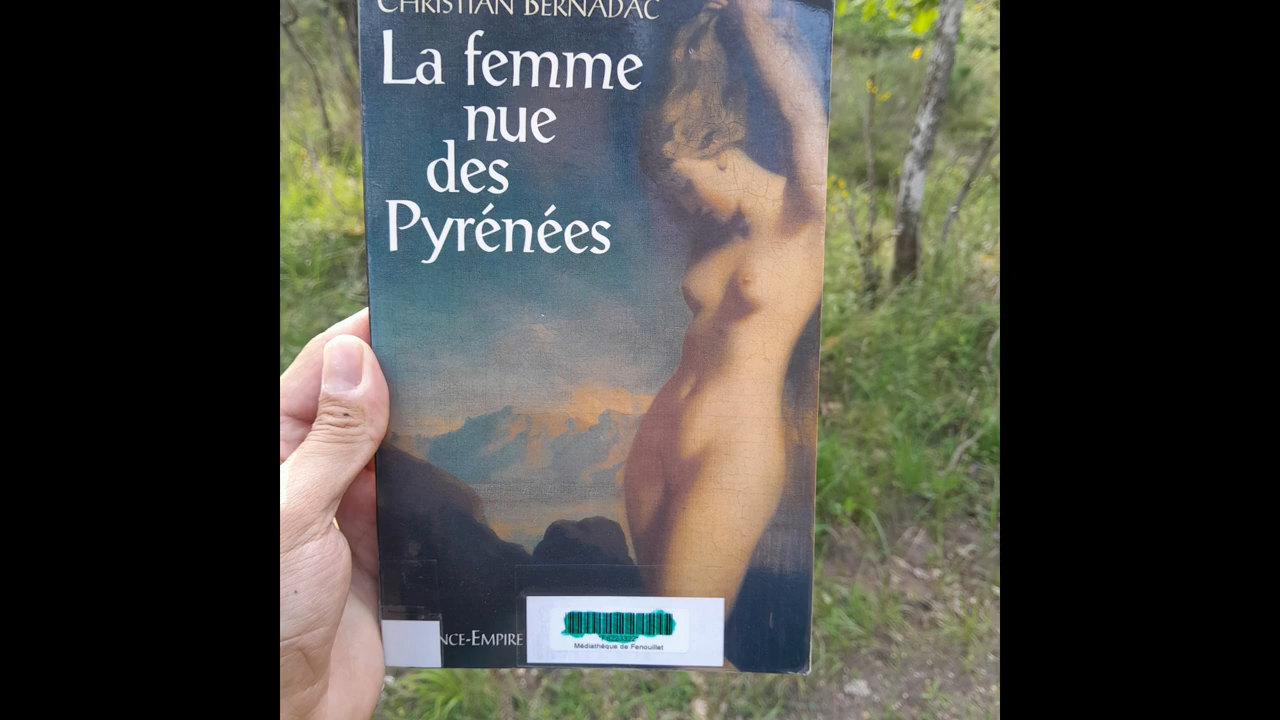 CHRISTIAN BERNADAC
La femme
nue
des
Pyrénées
NCE-EMPIRE
Médiathèque de Fenouillet